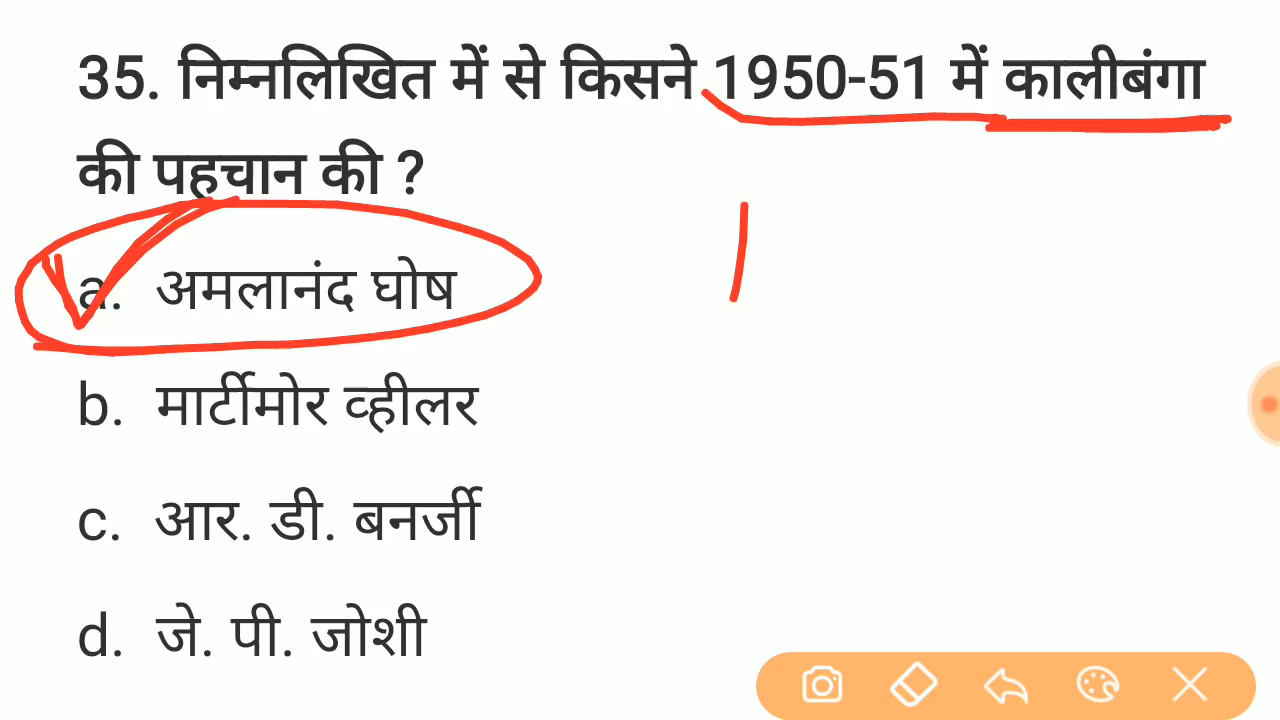 35. निम्नलिखित में से किसने 1950-51 में कालीबंगा
की पहचान की ?
a. अमलानंद घोष
b. मार्टीमोर व्हीलर
c. आर. डी. बनर्जी
d. जे. पी. जोशी